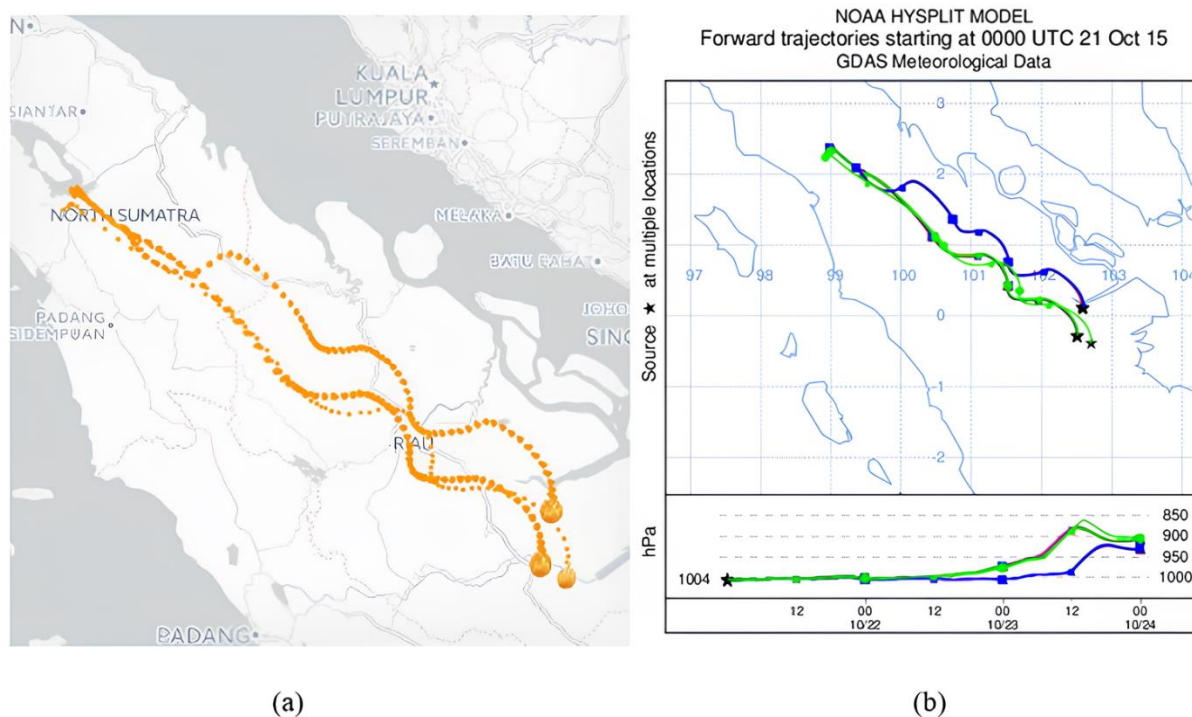 N
SIANTAR
KUALA
LUMPUR
PUTRAJAYA
SEREMBAN
MELAKA
BATU BAHAT
JOHO
SING
NORTH SUMATRA
PADANG
SIDEMPUAN
RIAU
PADANG
(a)
NOAA HYSPLIT MODEL
Forward trajectories starting at 0000 UTC 21 Oct 15
GDAS Meteorological Data
Source ★ at multiple locations
3
2
1
97 98 99 100 101 102 103 104
0
-1
-2
hPa
850
900
950
1000
1004
12 00 12 00 12 00
10/22 10/23 10/24
(b)